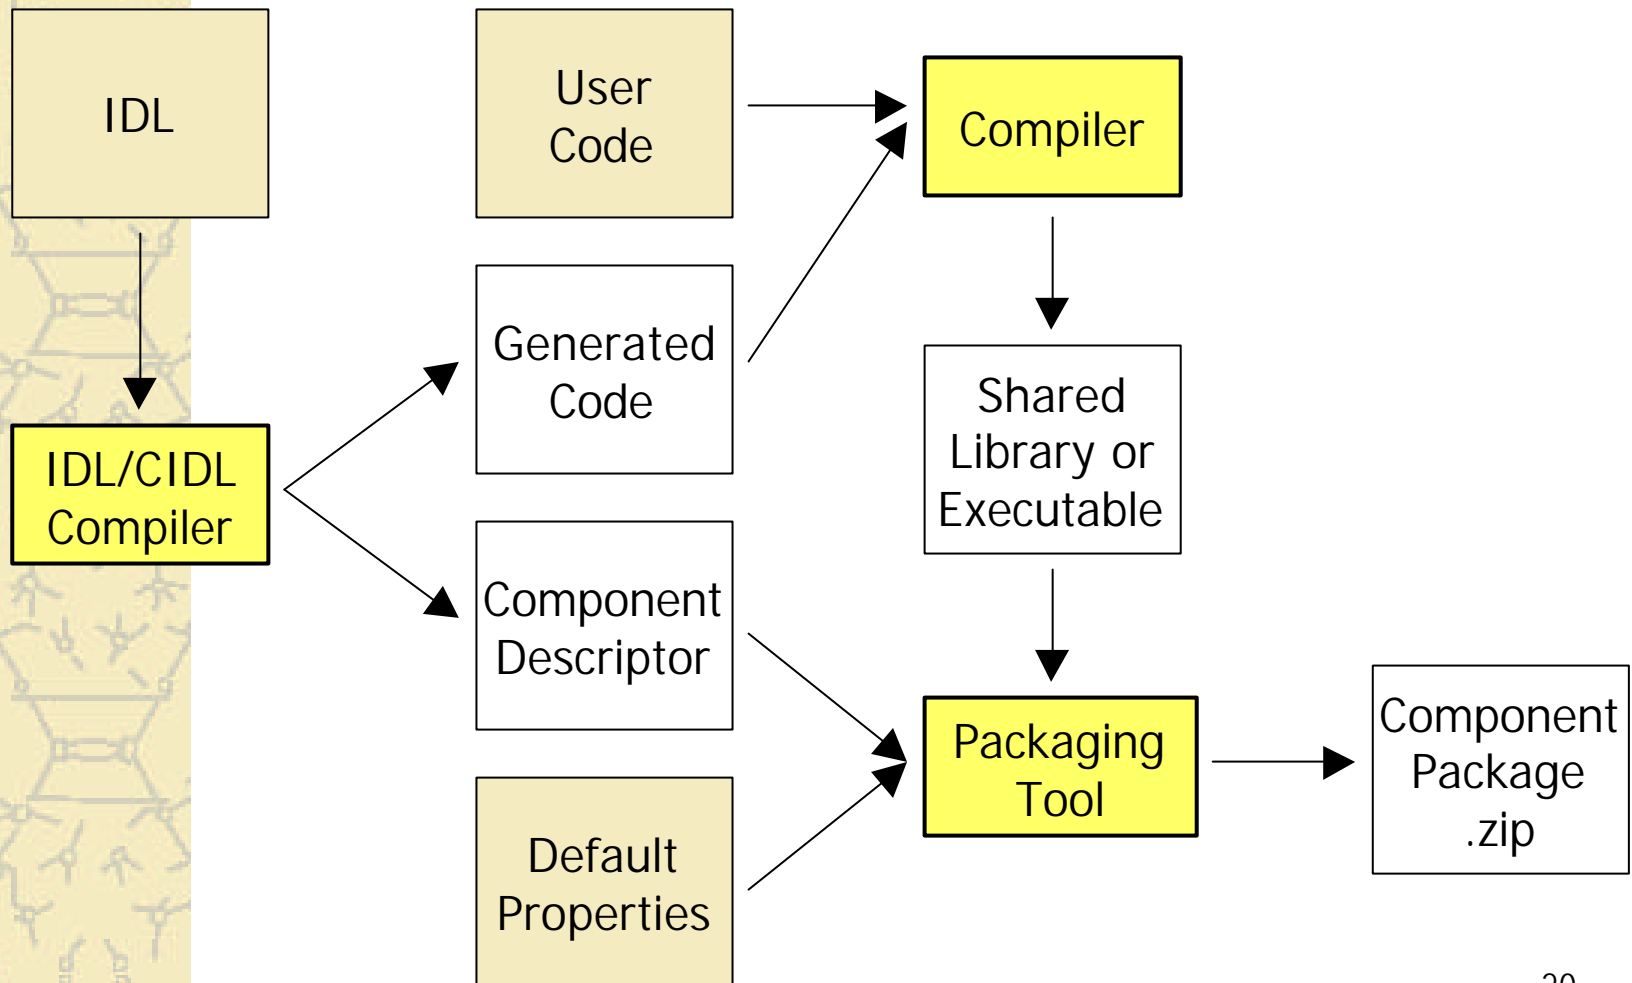 IDL
User
Code
Compiler
Generated
Code
Shared
Library or
Executable
IDL/CIDL
Compiler
Component
Descriptor
Packaging
Tool
Component
Package
.zip
Default
Properties